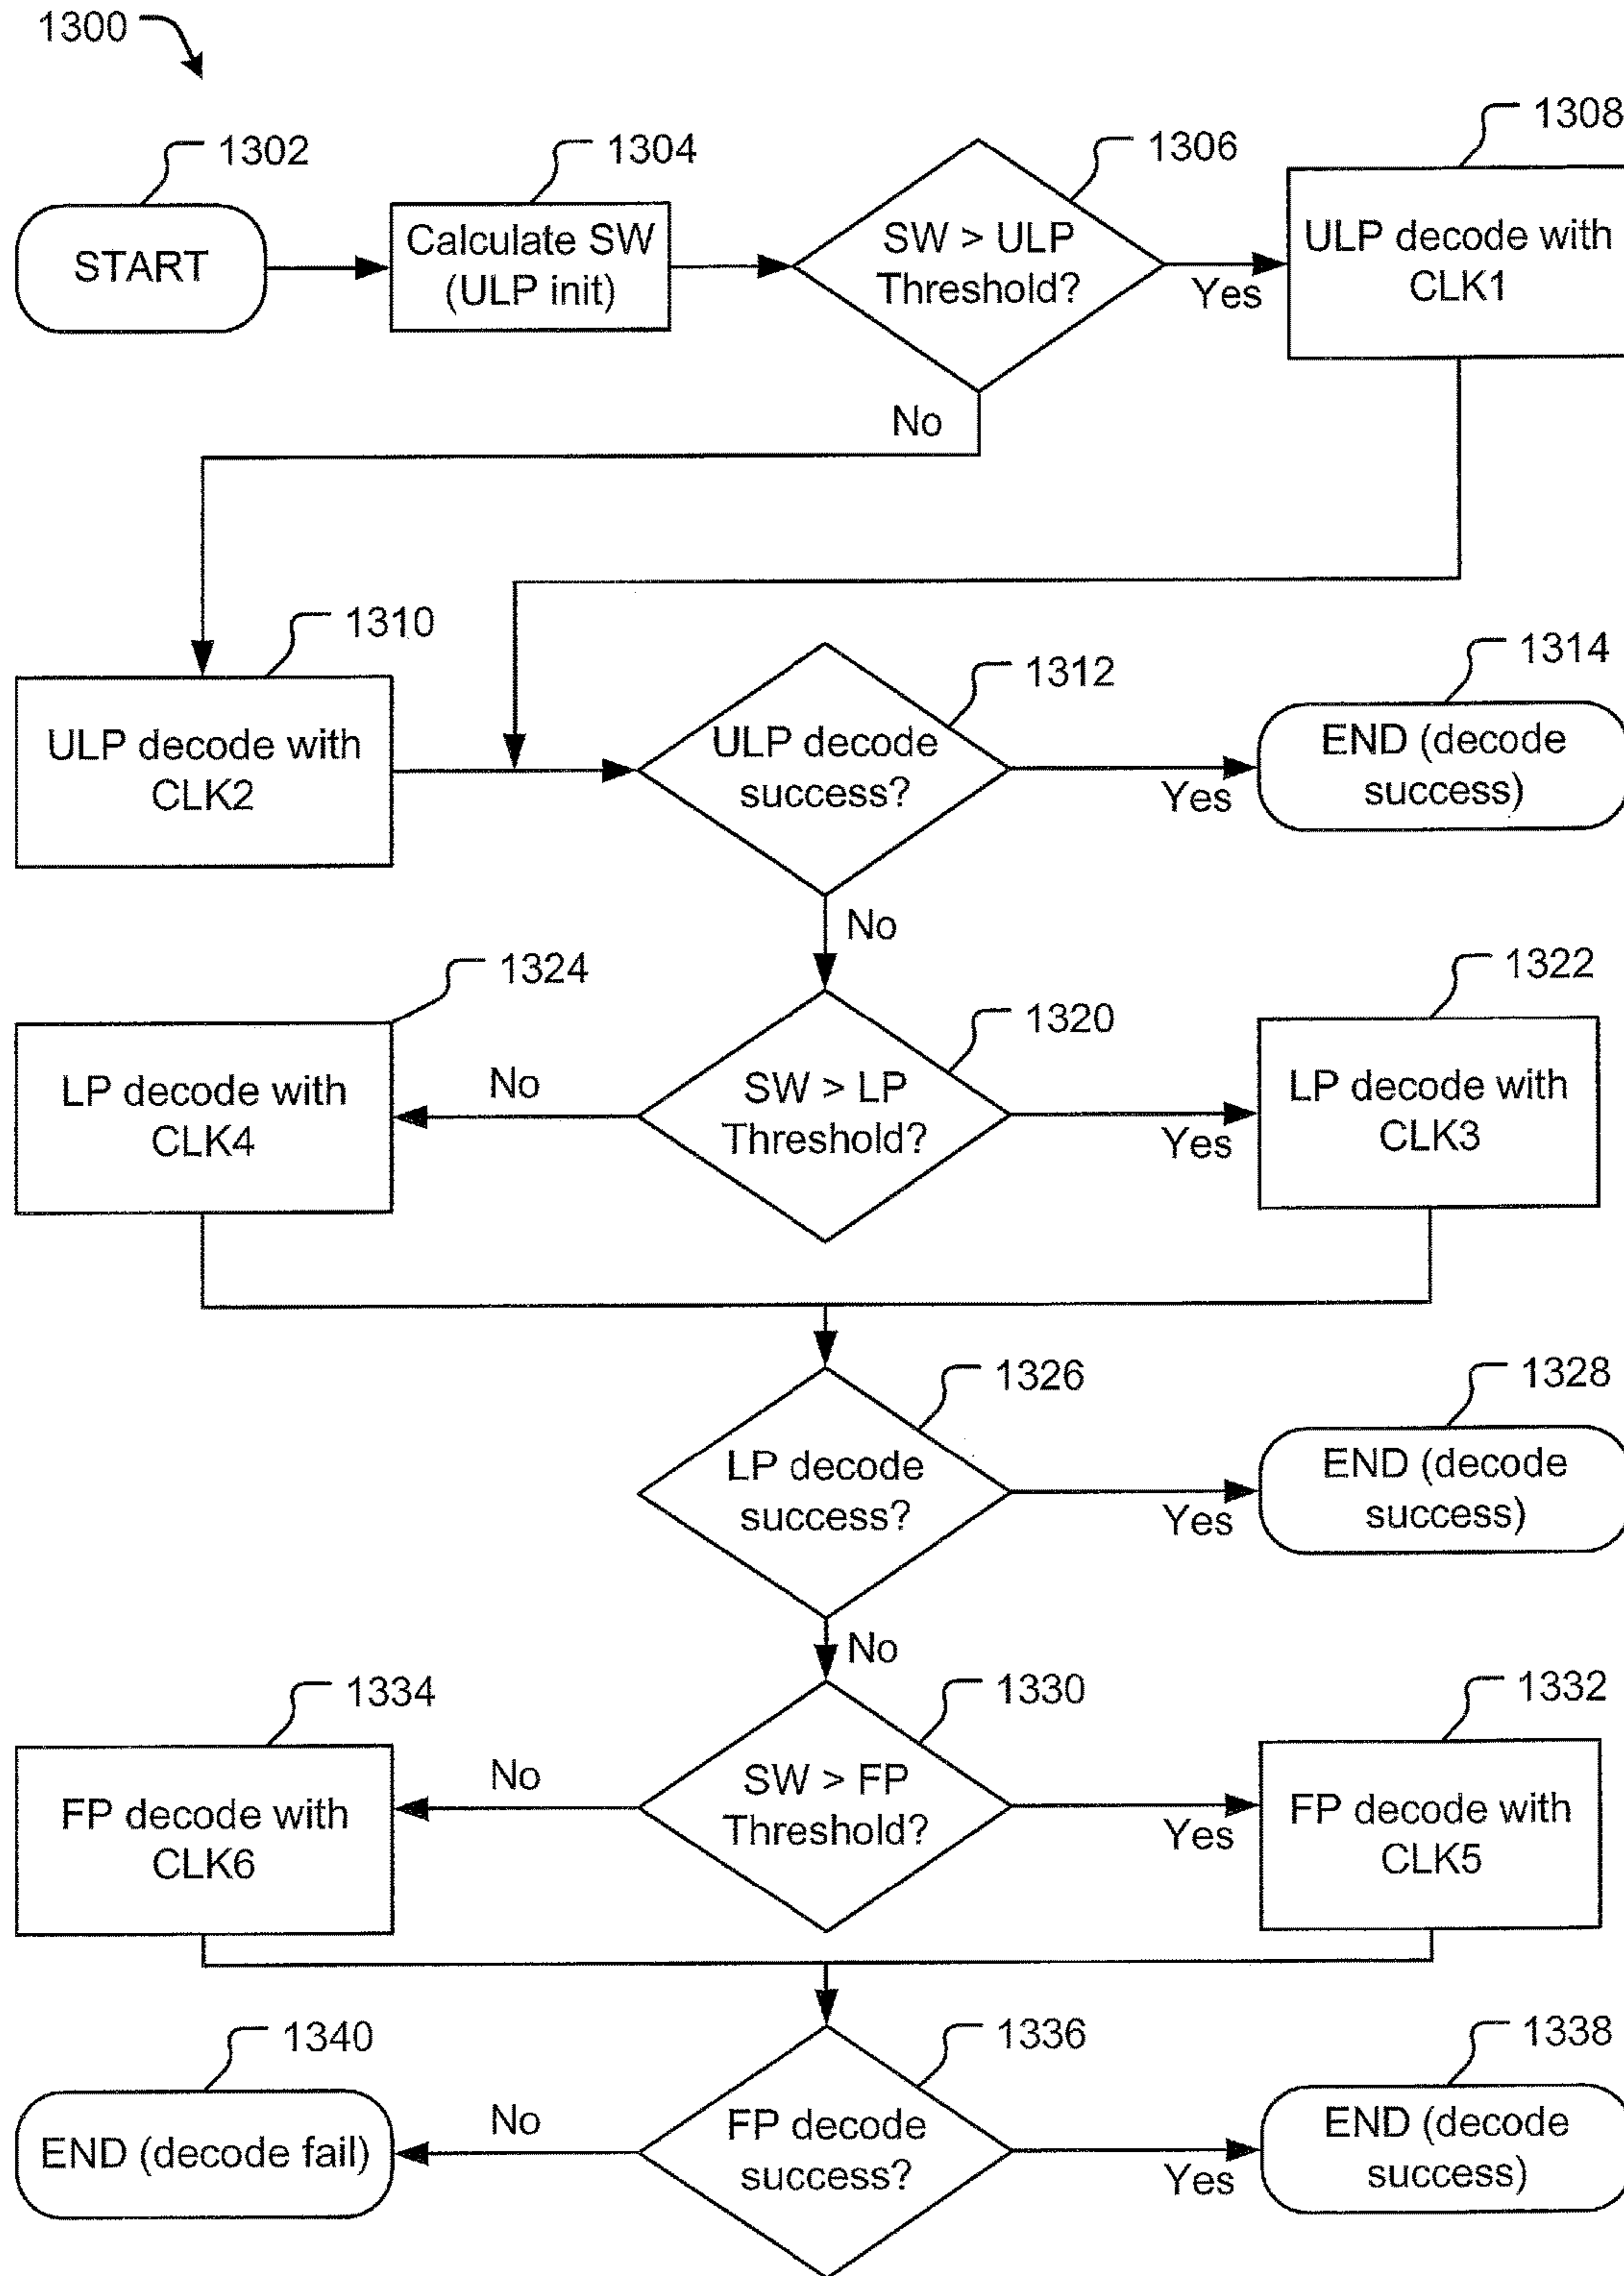 1300
1302
1304
1306
1308
START
Calculate SW
(ULP init)
SW > ULP
Threshold?
Yes
ULP decode with
CLK1
No
1310
1312
1314
ULP decode with
CLK2
ULP decode
success?
Yes
END (decode
success)
No
1324
1320
1322
LP decode with
CLK4
No
SW > LP
Threshold?
Yes
LP decode with
CLK3
1326
1328
LP decode
success?
Yes
END (decode
success)
No
1334
1330
1332
FP decode with
CLK6
No
SW > FP
Threshold?
Yes
FP decode with
CLK5
1340
1336
1338
END (decode fail)
No
FP decode
success?
Yes
END (decode
success)